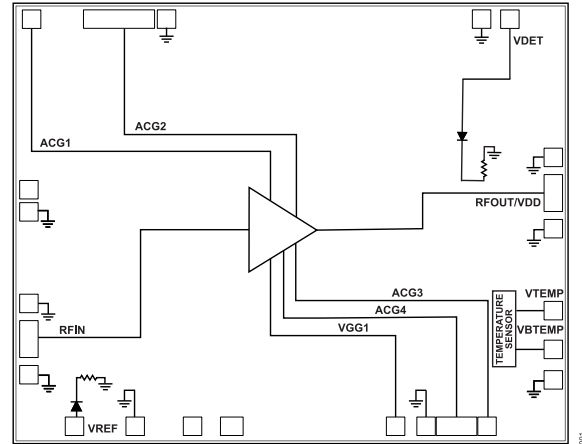 VDET
ACG2
ACG1
RFOUT/VDD
ACG3
VTEMP
ACG4
TEMPERATURE
SENSOR
RFIN
VGG1
VBTEMP
VREF